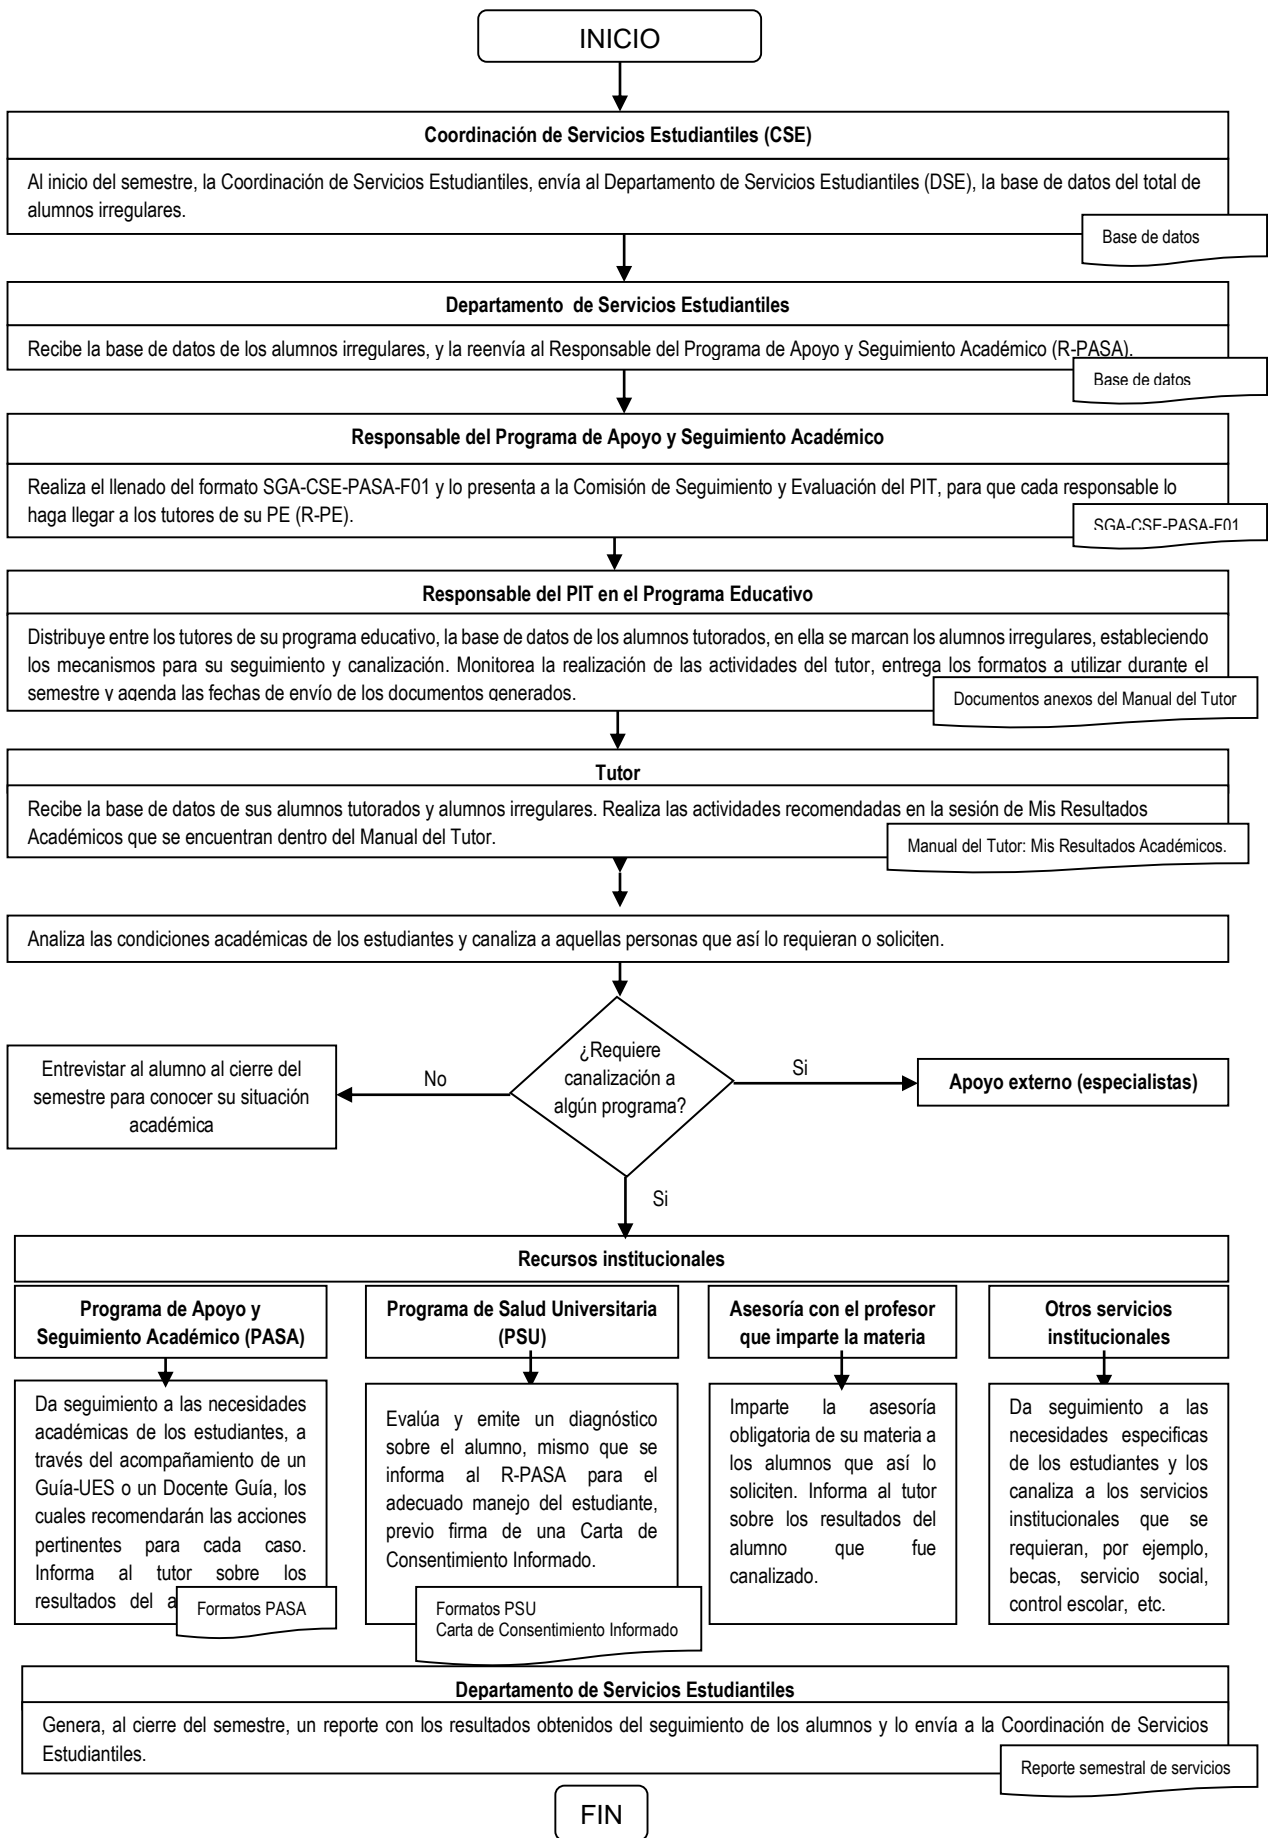 INICIO
Coordinación de Servicios Estudiantiles (CSE)
Al inicio del semestre, la Coordinación de Servicios Estudiantiles, envía al Departamento de Servicios Estudiantiles (DSE), la base de datos del total de
alumnos irregulares.
Base de datos
Departamento de Servicios Estudiantiles
Recibe la base de datos de los alumnos irregulares, y la reenvía al Responsable del Programa de Apoyo y Seguimiento Académico (R-PASA).
Base de datos
Responsable del Programa de Apoyo y Seguimiento Académico
Realiza el llenado del formato SGA-CSE-PASA-F01 y lo presenta a la Comisión de Seguimiento y Evaluación del PIT, para que cada responsable lo
haga llegar a los tutores de su PE (R-PE).
SGA-CSE-PASA-F01
Responsable del PIT en el Programa Educativo
Distribuye entre los tutores de su programa educativo, la base de datos de los alumnos tutorados, en ella se marcan los alumnos irregulares, estableciendo
los mecanismos para su seguimiento y canalización. Monitorea la realización de las actividades del tutor, entrega los formatos a utilizar durante el
semestre y agenda las fechas de envío de los documentos generados.
Documentos anexos del Manual del Tutor
Tutor
Recibe la base de datos de sus alumnos tutorados y alumnos irregulares. Realiza las actividades recomendadas en la sesión de Mis Resultados
Académicos que se encuentran dentro del Manual del Tutor.
Manual del Tutor: Mis Resultados Académicos.
Analiza las condiciones académicas de los estudiantes y canaliza a aquellas personas que así lo requieran o soliciten.
¿Requiere
canalización a
algún programa?
No
Entrevistar al alumno al cierre del
semestre para conocer su situación
académica
Si
Apoyo externo (especialistas)
Si
Recursos institucionales
Programa de Apoyo y
Seguimiento Académico (PASA)
Da seguimiento a las necesidades
académicas de los estudiantes, a
través del acompañamiento de un
Guía-UES o un Docente Guía, los
cuales recomendarán las acciones
pertinentes para cada caso.
Informa al tutor sobre los
resultados del a
Formatos PASA
Programa de Salud Universitaria
(PSU)
Evalúa y emite un diagnóstico
sobre el alumno, mismo que se
informa al R-PASA para el
adecuado manejo del estudiante,
previo firma de una Carta de
Consentimiento Informado.
Formatos PSU
Carta de Consentimiento Informado
Asesoría con el profesor
que imparte la materia
Imparte la asesoría
obligatoria de su materia a
los alumnos que así lo
soliciten. Informa al tutor
sobre los resultados del
alumno que fue
canalizado.
Otros servicios
institucionales
Da seguimiento a las
necesidades especificas
de los estudiantes y los
canaliza a los servicios
institucionales que se
requieran, por ejemplo,
becas, servicio social,
control escolar, etc.
Departamento de Servicios Estudiantiles
Genera, al cierre del semestre, un reporte con los resultados obtenidos del seguimiento de los alumnos y lo envía a la Coordinación de Servicios
Estudiantiles.
Reporte semestral de servicios
FIN